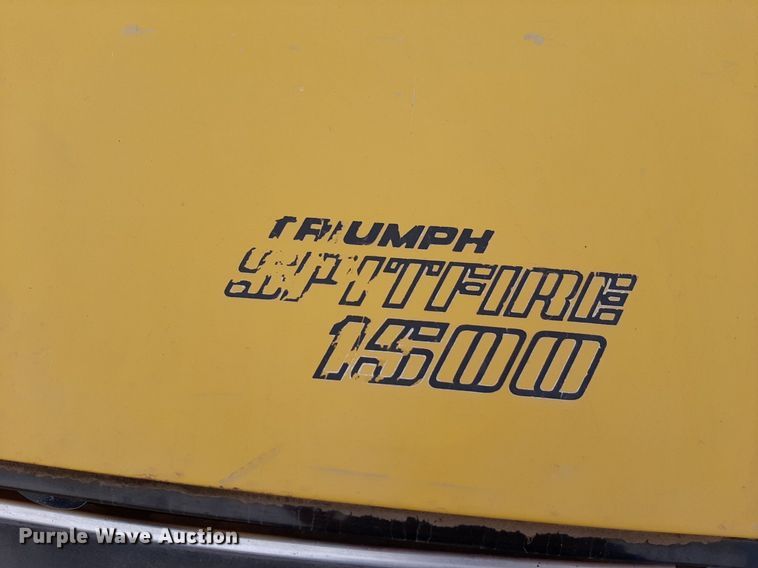 TRIUMPH
SPITFIRE
1500
Purple Wave Auction